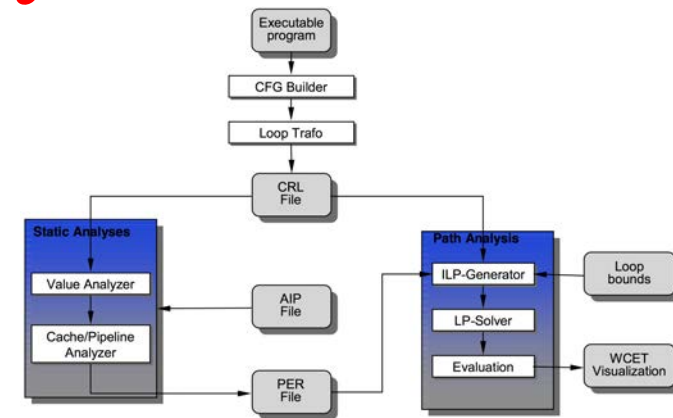 Executable
program
CFG Builder
Loop Trafo
CRL
File
Static Analyses
Path Analysis
Value Analyzer
AIP
File
ILP-Generator
Loop
bounds
Cache/Pipeline
Analyzer
LP-Solver
PER
File
Evaluation
WCET
Visualization